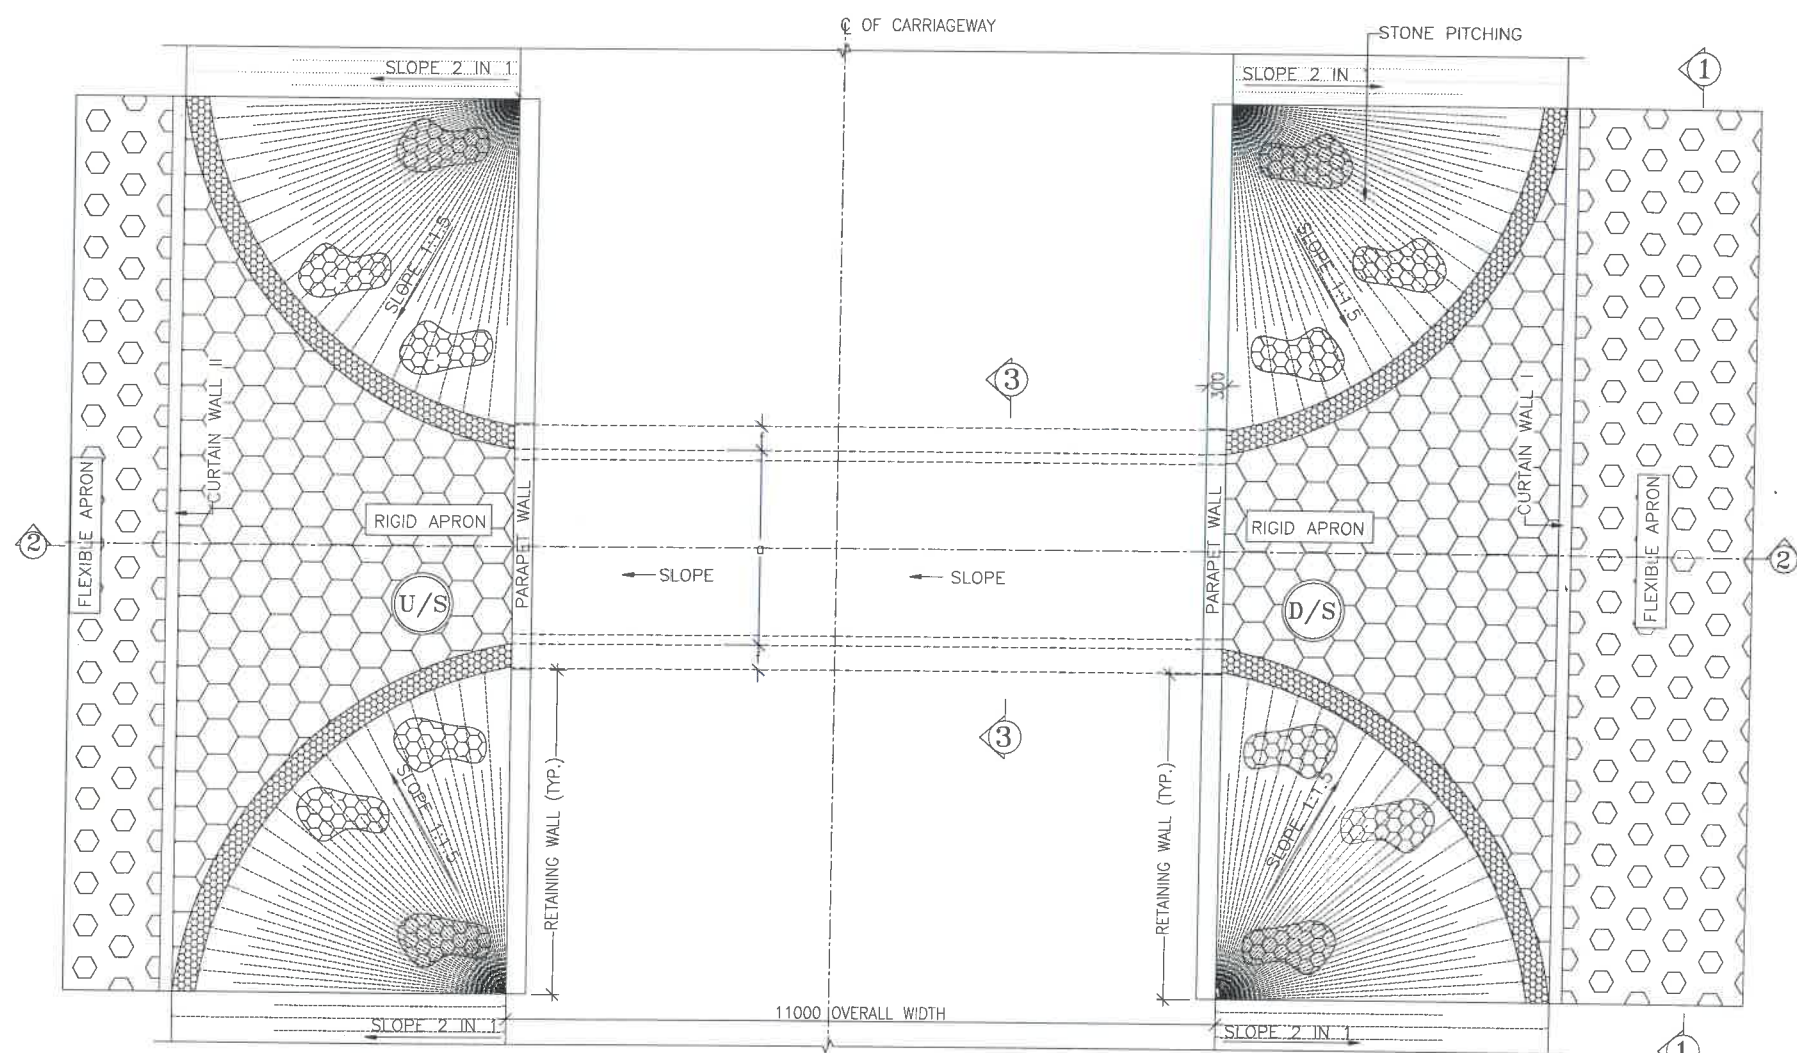 ℄ OF CARRIAGEWAY
STONE PITCHING
SLOPE 2 IN 1
SLOPE 2 IN 1
1
SLOPE 1:1.5
SLOPE 1:1.5
3
300
CURTAIN WALL II
CURTAIN WALL I
FLEXIBLE APRON
RIGID APRON
PARAPET WALL
PARAPET WALL
RIGID APRON
FLEXIBLE APRON
2
2
SLOPE
SLOPE
U/S
D/S
3
SLOPE 1:1.5
RETAINING WALL (TYP.)
RETAINING WALL (TYP.)
SLOPE 1:1.5
11000 OVERALL WIDTH
SLOPE 2 IN 1
SLOPE 2 IN 1
1